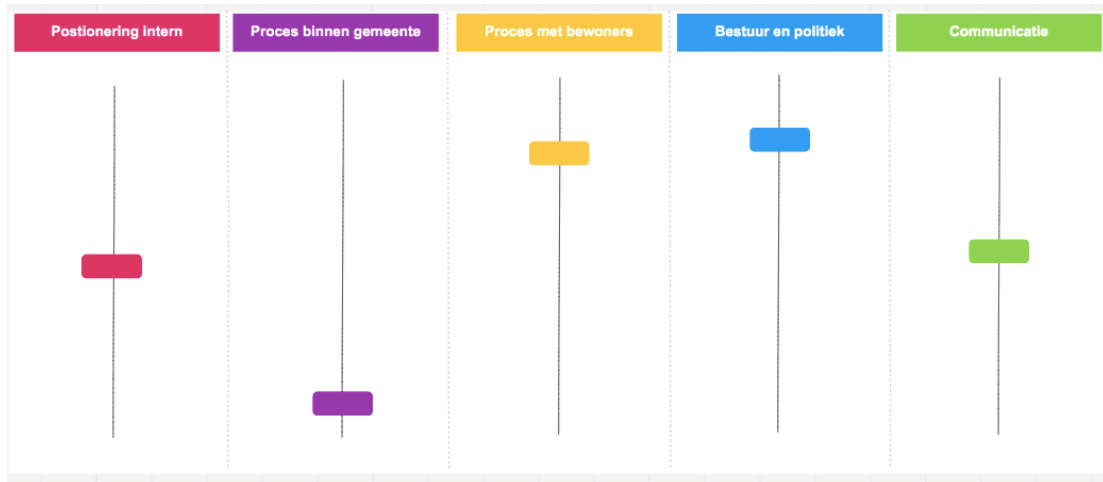 Postionering intern
Proces binnen gemeente
Proces met bewoners
Bestuur en politiek
Communicatie